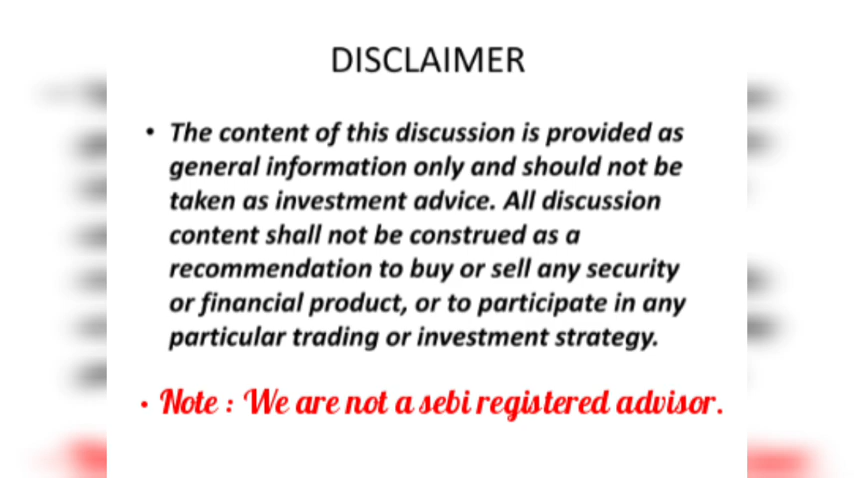 DISCLAIMER
• The content of this discussion is provided as
general information only and should not be
taken as investment advice. All discussion
content shall not be construed as a
recommendation to buy or sell any security
or financial product, or to participate in any
particular trading or investment strategy.
• Note : We are not a sebi registered advisor.